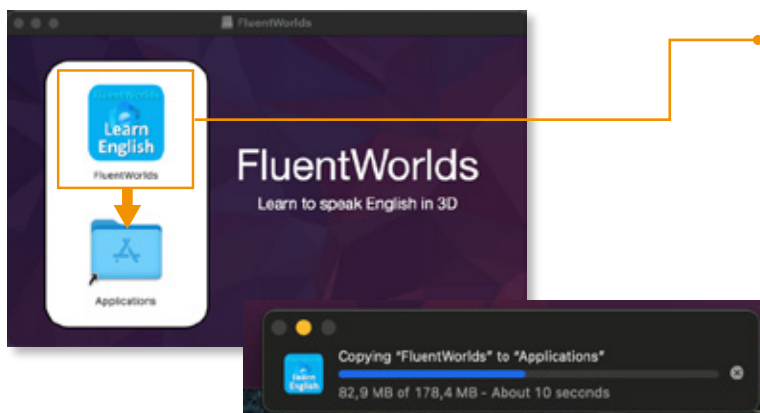 FluentWorlds
FluentWorlds
Learn
English
FluentWorlds
Applications
FluentWorlds
Learn to speak English in 3D
Learn
English
Copying "FluentWorlds" to "Applications"
82,9 MB of 178,4 MB - About 10 seconds